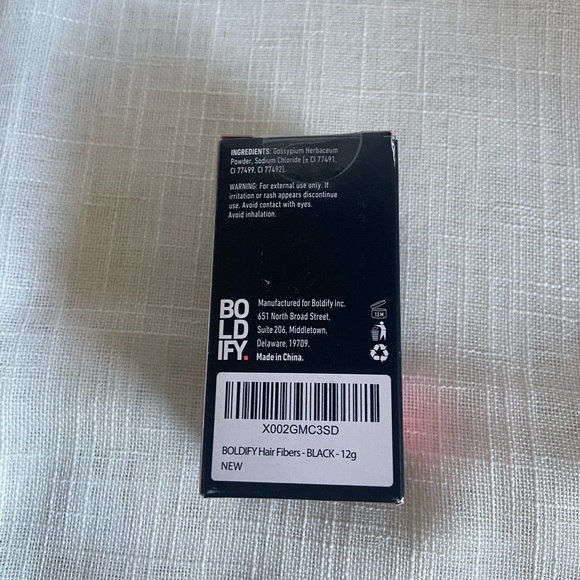 INGREDIENTS: Gossypium Herbaceum
Powder, Sodium Chloride [± CI 77491,
CI 77499, CI 77492].
WARNING: For external use only. If
irritation or rash appears discontinue
use. Avoid contact with eyes.
Avoid inhalation.
BO
LD
IFY.
Manufactured for Boldify Inc.
651 North Broad Street,
Suite 206, Middletown,
Delaware, 19709.
Made in China.
12 M
X002GMC3SD
BOLDIFY Hair Fibers - BLACK - 12g
NEW